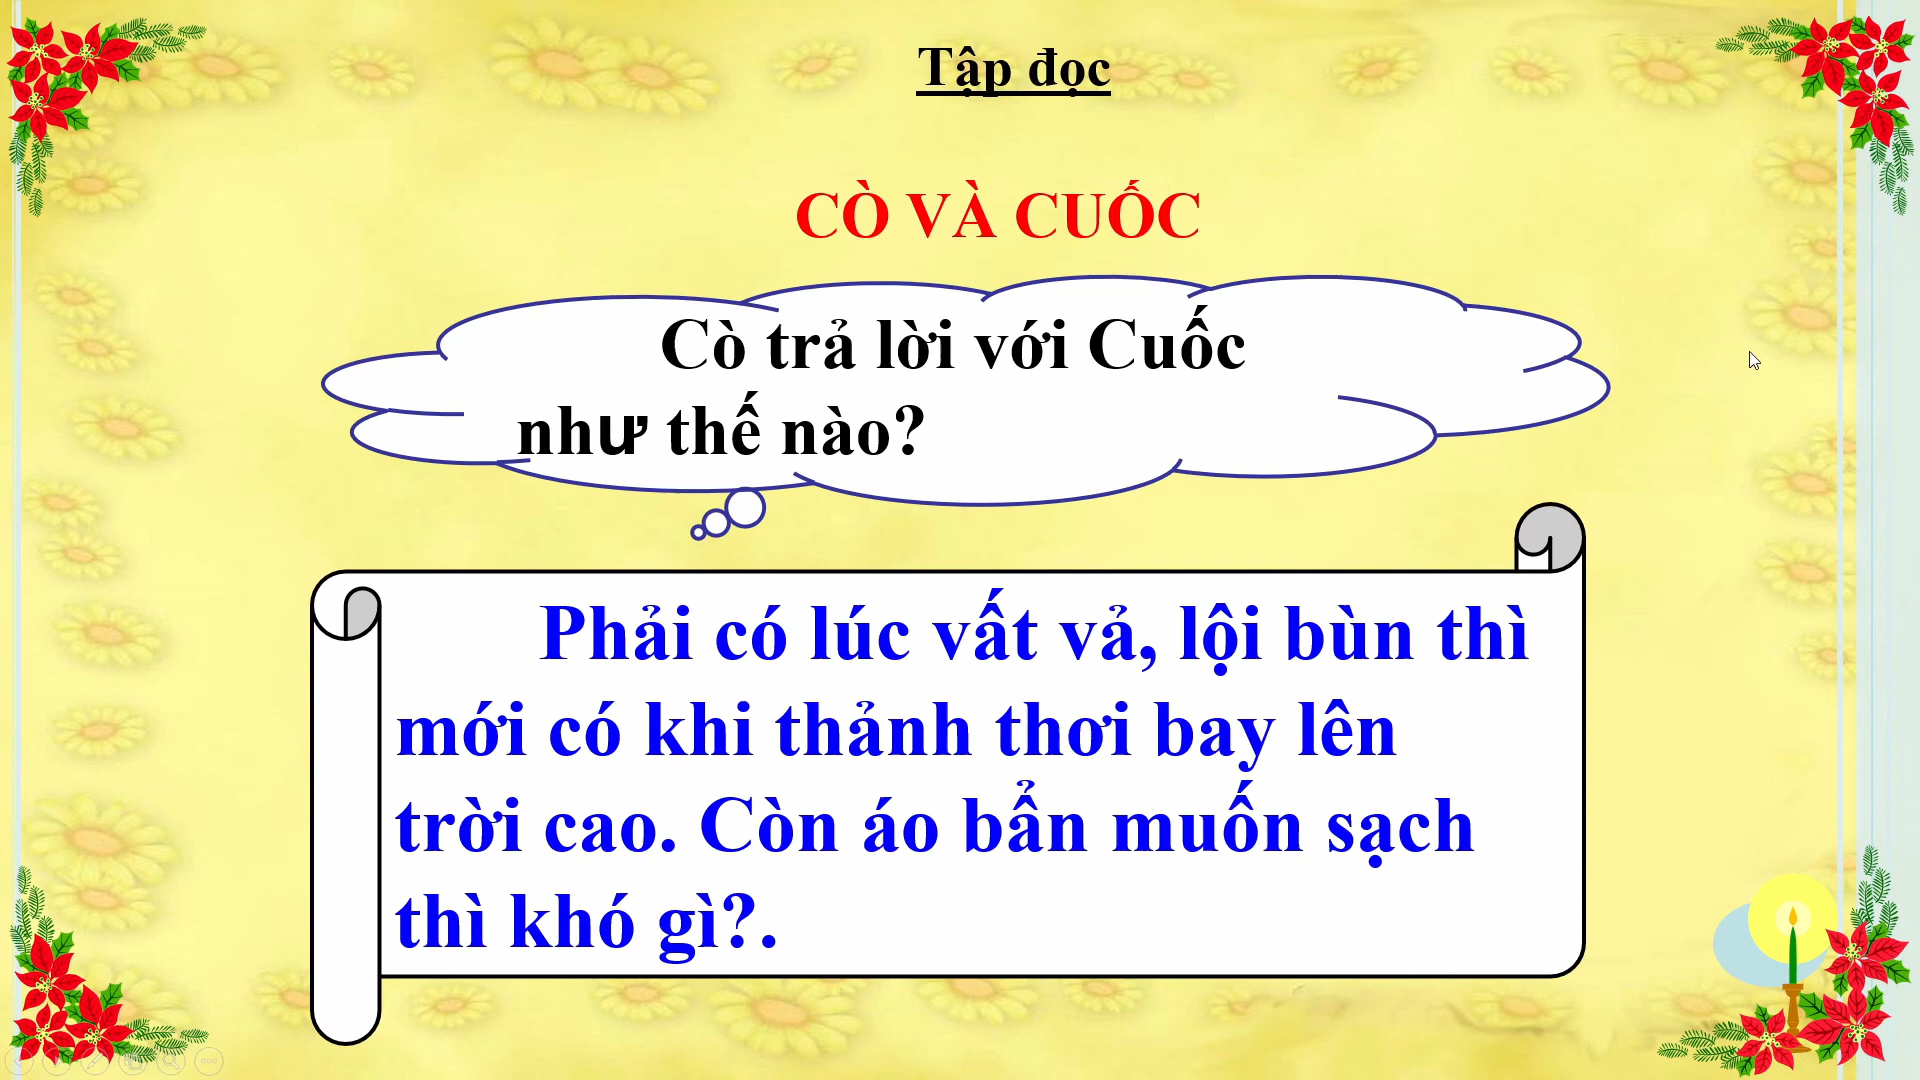 Tập đọc
CÒ VÀ CUỐC
Cò trả lời với Cuốc
như thế nào?
Phải có lúc vất vả, lội bùn thì
mới có khi thảnh thơi bay lên
trời cao. Còn áo bẩn muốn sạch
thì khó gì?.